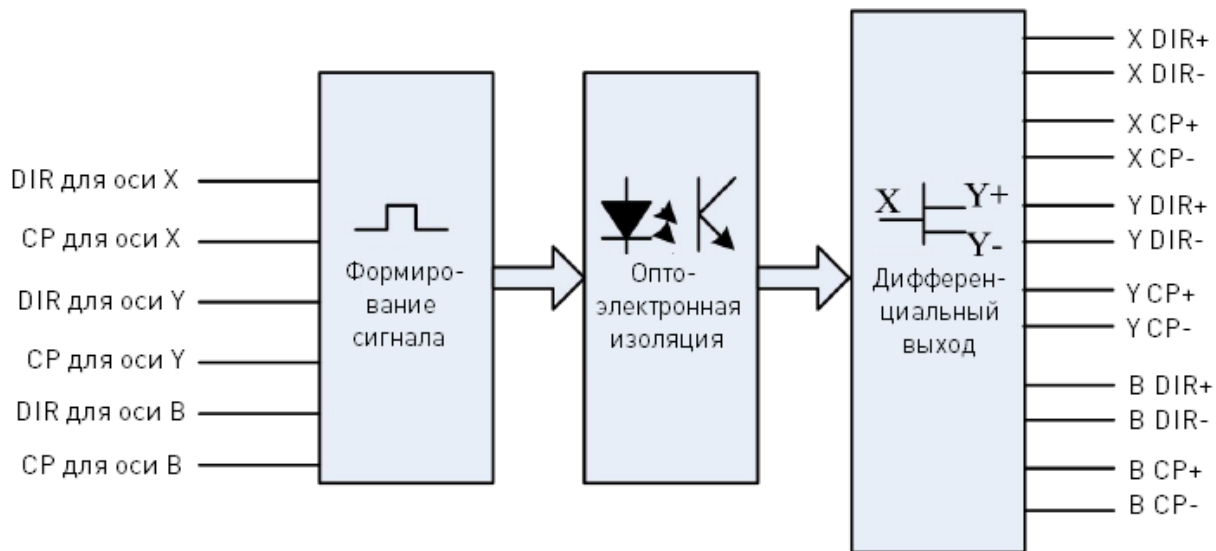 DIR для оси X
CP для оси X
DIR для оси Y
CP для оси Y
DIR для оси B
CP для оси B
Формиро-
вание
сигнала
Опто-
электронная
изоляция
X
Y+
Y-
Дифферен-
циальный
выход
X DIR+
X DIR-
X CP+
X CP-
Y DIR+
Y DIR-
Y CP+
Y CP-
B DIR+
B DIR-
B CP+
B CP-